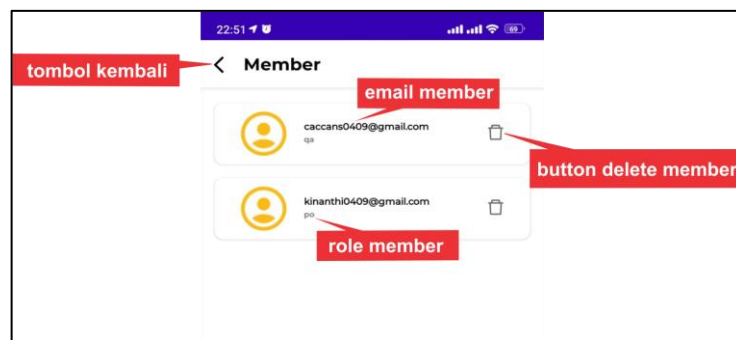 22:51
69
tombol kembali
Member
email member
caccans0409@gmail.com
qa
button delete member
kinanthi0409@gmail.com
po
role member